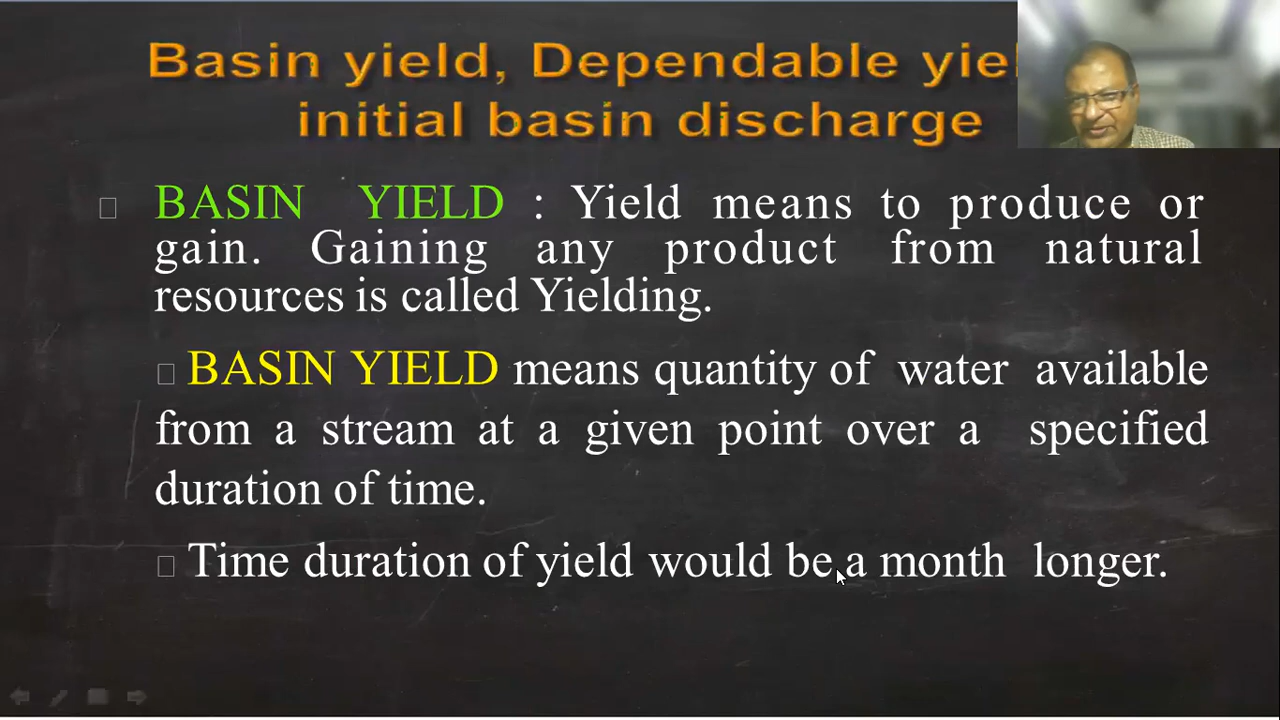 Basin yield, Dependable
initial basin discharge
BASIN YIELD : Yield means to produce or
gain. Gaining any product from natural
resources is called Yielding.
BASIN YIELD means quantity of water available
from a stream at a given point over a specified
duration of time.
Time duration of yield would be a month longer.